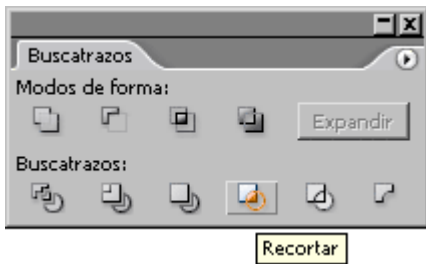 Buscatrazos
Modos de forma:
Expandir
Buscatrazos:
Recortar